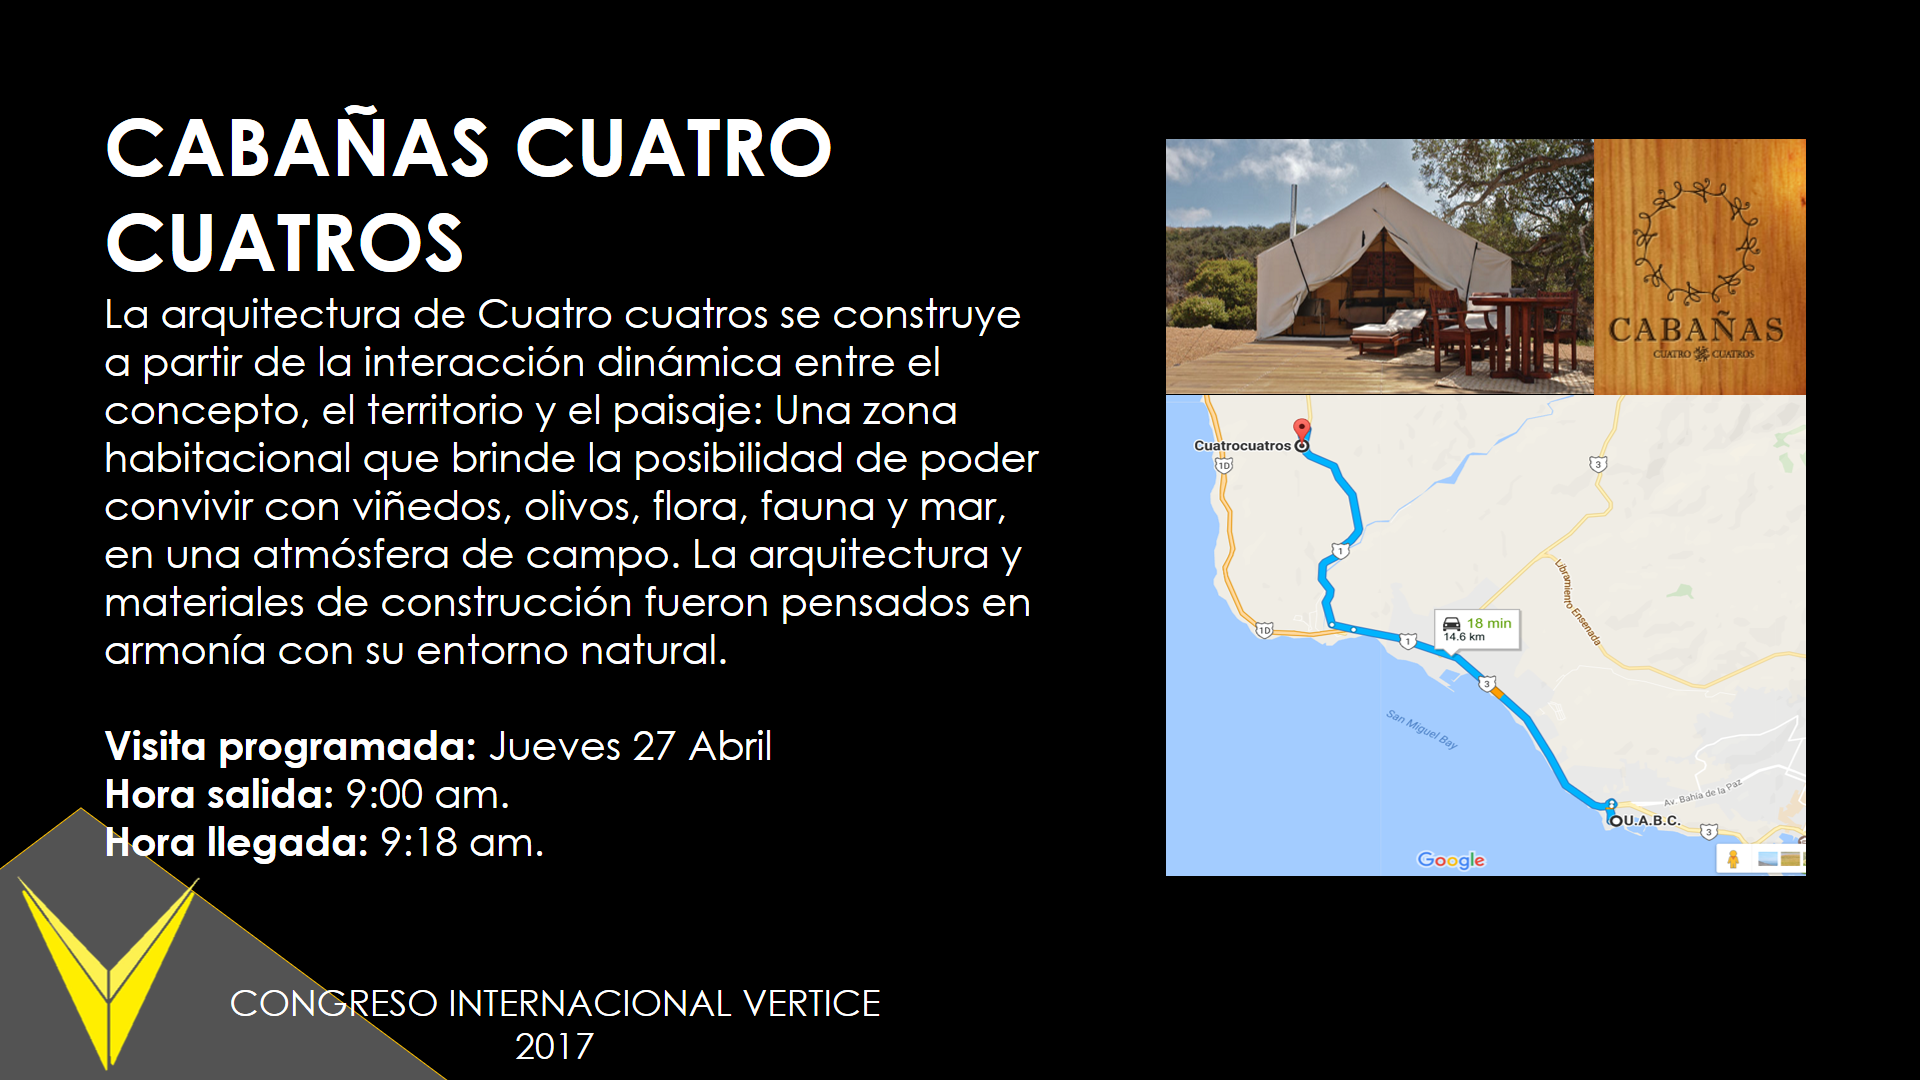 CABAÑAS CUATRO
CUATROS
La arquitectura de Cuatro cuatros se construye
a partir de la interacción dinámica entre el
concepto, el territorio y el paisaje: Una zona
habitacional que brinde la posibilidad de poder
convivir con viñedos, olivos, flora, fauna y mar,
en una atmósfera de campo. La arquitectura y
materiales de construcción fueron pensados en
armonía con su entorno natural.
Visita programada: Jueves 27 Abril
Hora salida: 9:00 am.
Hora llegada: 9:18 am.
CONGRESO INTERNACIONAL VERTICE
2017
CABAÑAS
CUATRO CUATROS
Cuatrocuatros
1D
3
1
Libramiento Ensenada
18 min
14.6 km
1D
1
3
San Miguel Bay
Av. Bahía de la Paz
U.A.B.C.
3
Google